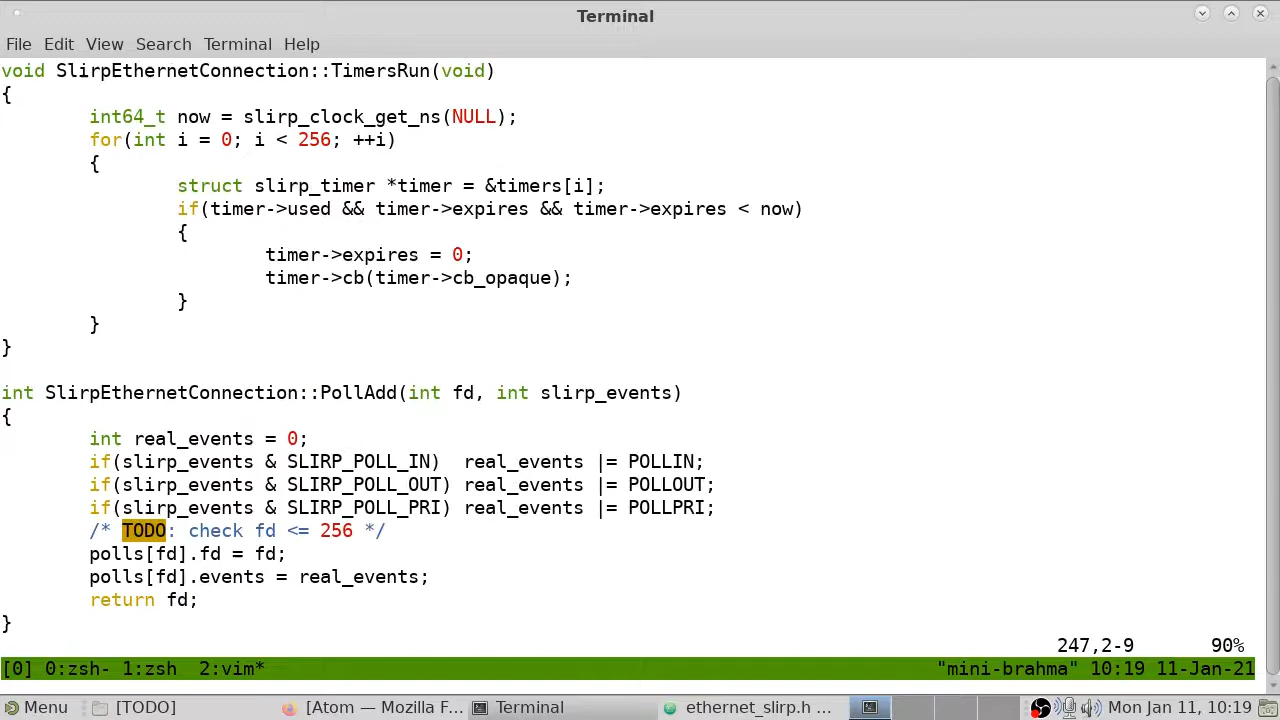 Terminal
File Edit View Search Terminal Help
void SlirpEthernetConnection::TimersRun(void)
{
int64_t now = slirp_clock_get_ns(NULL);
for(int i = 0; i < 256; ++i)
{
struct slirp_timer *timer = &timers[i];
if(timer->used && timer->expires && timer->expires < now)
{
timer->expires = 0;
timer->cb(timer->cb_opaque);
}
}
}
int SlirpEthernetConnection::PollAdd(int fd, int slirp_events)
{
int real_events = 0;
if(slirp_events & SLIRP_POLL_IN)  real_events |= POLLIN;
if(slirp_events & SLIRP_POLL_OUT) real_events |= POLLOUT;
if(slirp_events & SLIRP_POLL_PRI) real_events |= POLLPRI;
/* TODO: check fd <= 256 */
polls[fd].fd = fd;
polls[fd].events = real_events;
return fd;
}
247,2-9 90%
[0] 0:zsh- 1:zsh  2:vim* "mini-brahma" 10:19 11-Jan-21
Menu [TODO] [Atom — Mozilla F... Terminal ethernet_slirp.h ... Mon Jan 11, 10:19